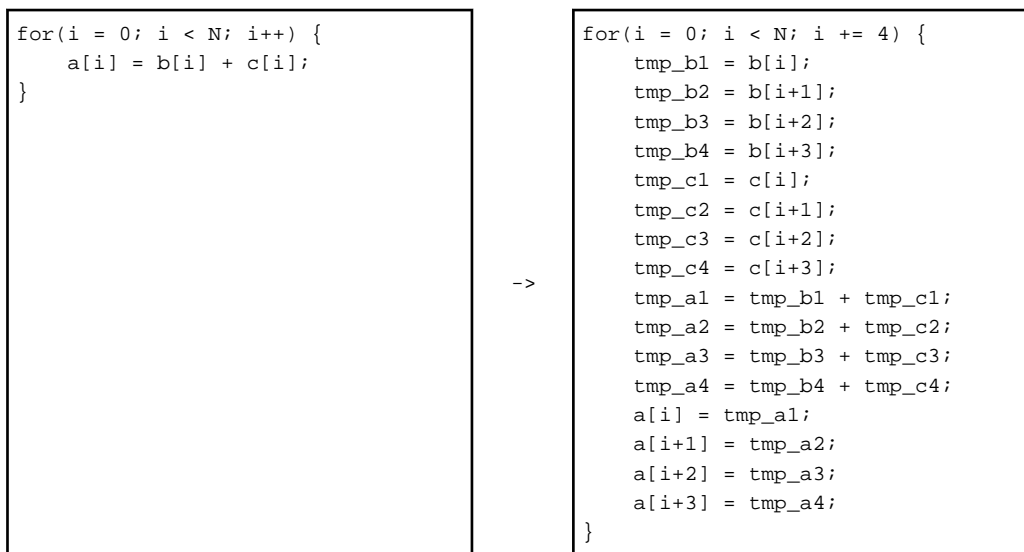 for(i = 0; i < N; i++) {
    a[i] = b[i] + c[i];
}
->
for(i = 0; i < N; i += 4) {
    tmp_b1 = b[i];
    tmp_b2 = b[i+1];
    tmp_b3 = b[i+2];
    tmp_b4 = b[i+3];
    tmp_c1 = c[i];
    tmp_c2 = c[i+1];
    tmp_c3 = c[i+2];
    tmp_c4 = c[i+3];
    tmp_a1 = tmp_b1 + tmp_c1;
    tmp_a2 = tmp_b2 + tmp_c2;
    tmp_a3 = tmp_b3 + tmp_c3;
    tmp_a4 = tmp_b4 + tmp_c4;
    a[i] = tmp_a1;
    a[i+1] = tmp_a2;
    a[i+2] = tmp_a3;
    a[i+3] = tmp_a4;
}